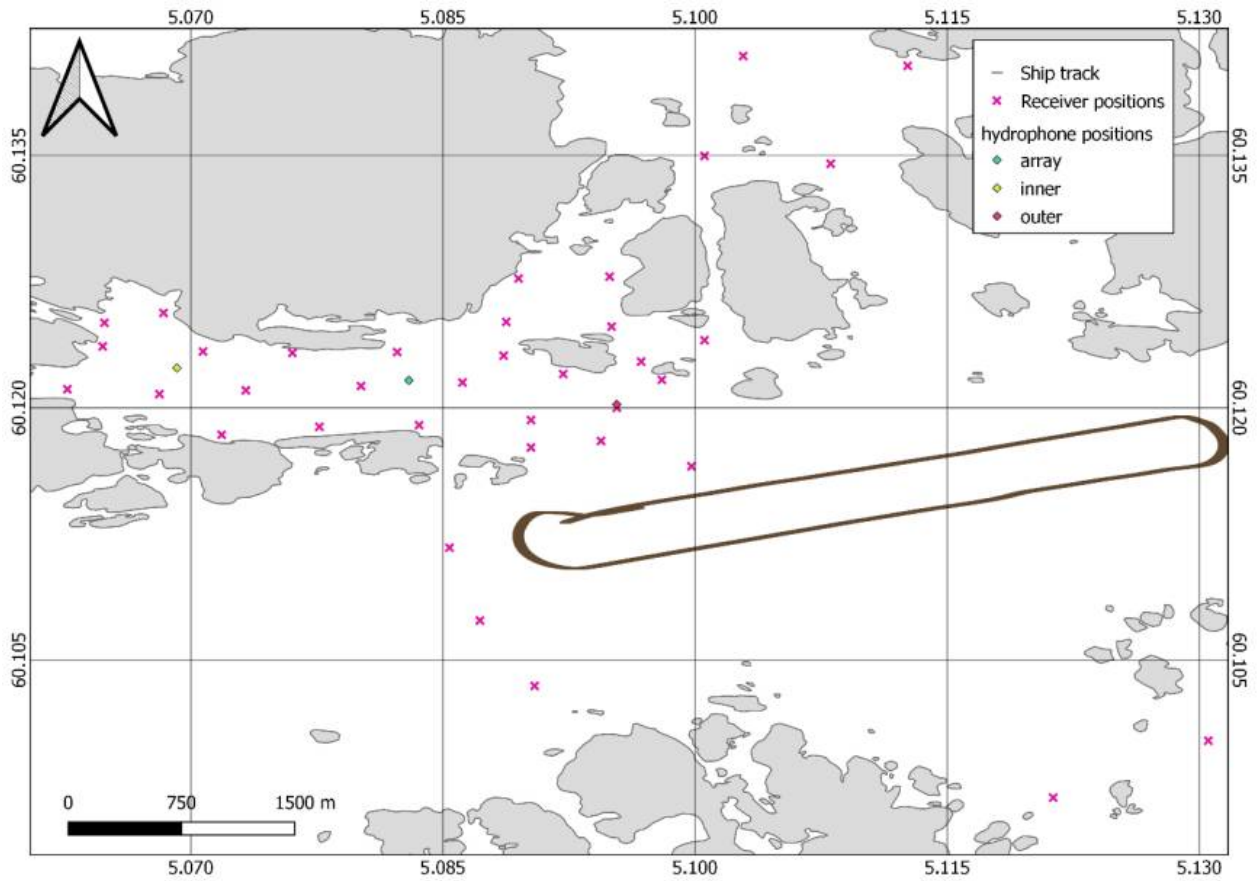 5.070 5.085 5.100 5.115 5.130
Ship track
Receiver positions
hydrophone positions
array
inner
outer
60.135 60.135
60.120 60.120
60.105 60.105
0 750 1500 m
5.070 5.085 5.100 5.115 5.130